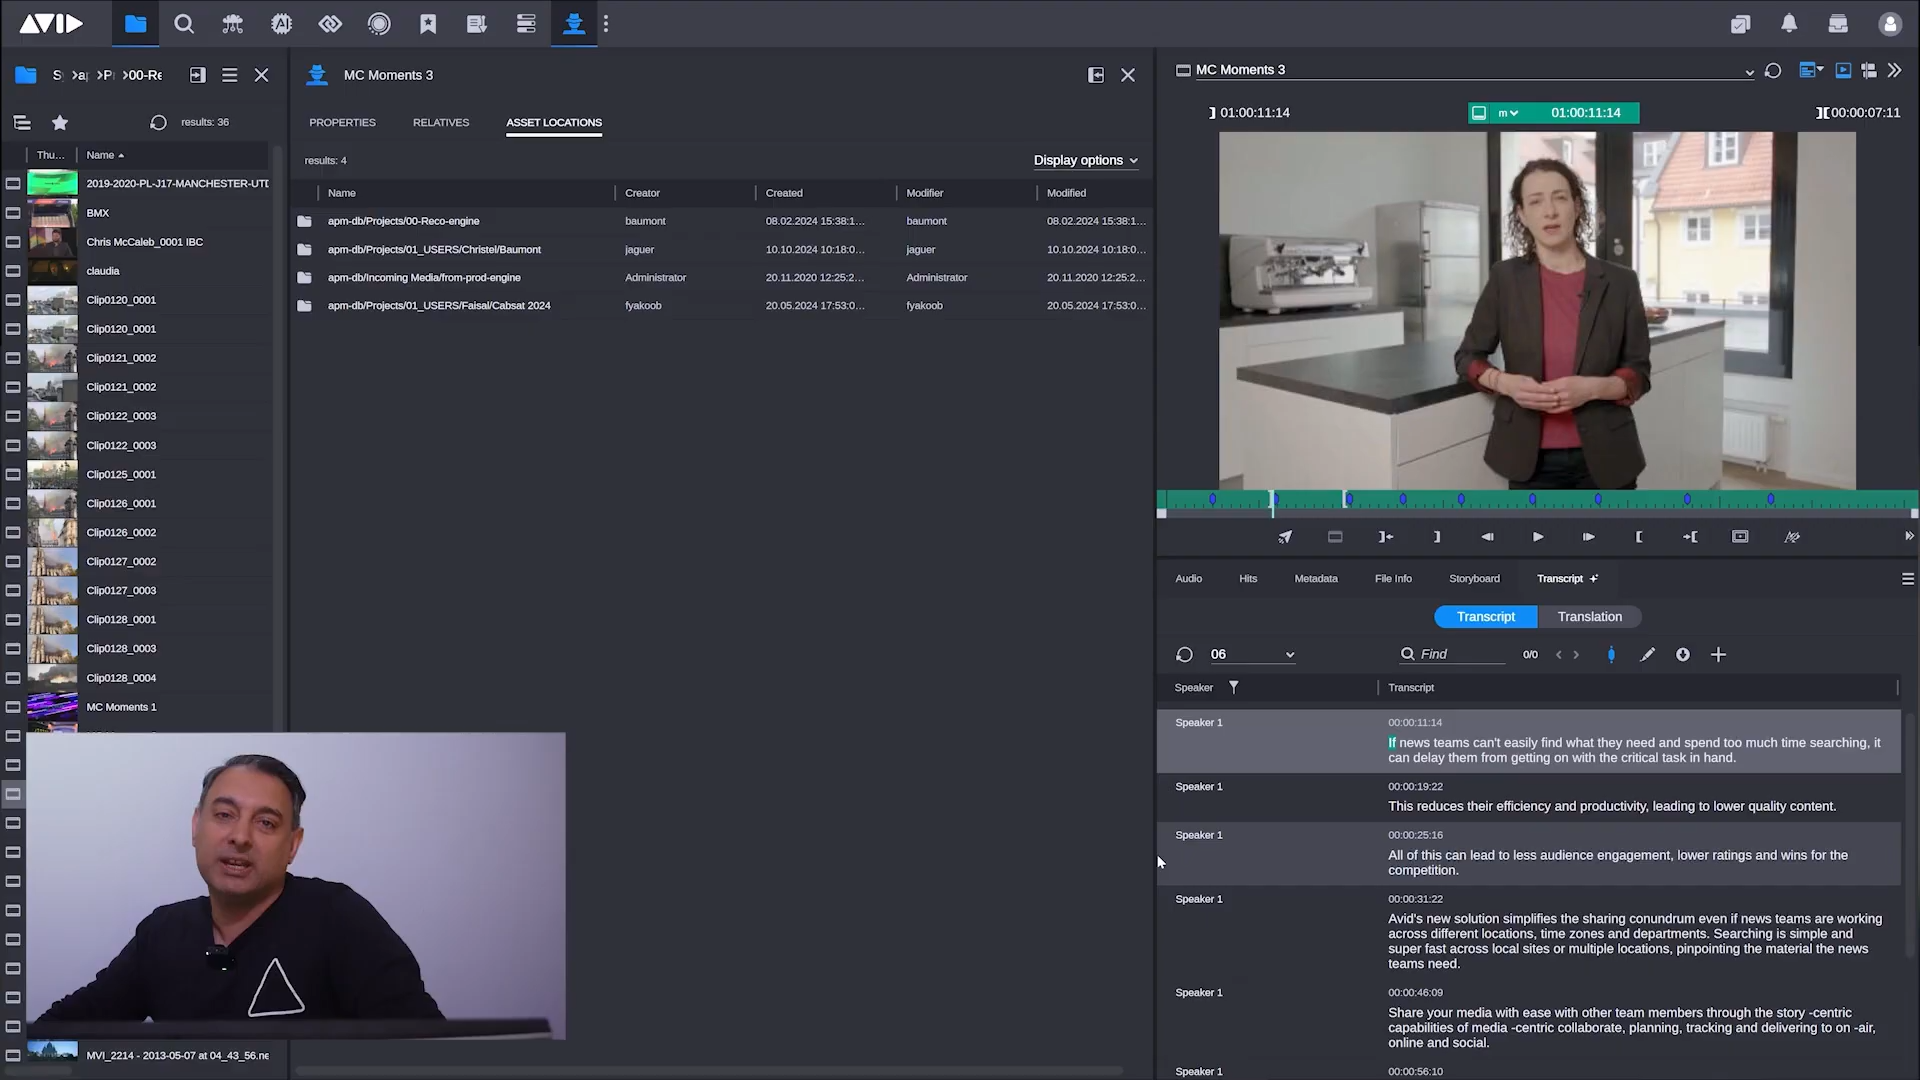 AVID
S >ap >P >00-Re
results: 36
Thu...
Name
2019-2020-PL-J17-MANCHESTER-UTD
BMX
Chris McCaleb_0001 IBC
claudia
Clip0120_0001
Clip0120_0001
Clip0121_0002
Clip0121_0002
Clip0122_0003
Clip0122_0003
Clip0125_0001
Clip0126_0001
Clip0126_0002
Clip0127_0002
Clip0127_0003
Clip0128_0001
Clip0128_0003
Clip0128_0004
MC Moments 1
MVI_2214 - 2013-05-07 at 04_43_56.ne
MC Moments 3
PROPERTIES
RELATIVES
ASSET LOCATIONS
results: 4
Display options
Name Creator Created Modifier Modified
apm-db/Projects/00-Reco-engine baumont 08.02.2024 15:38:1... baumont 08.02.2024 15:38:1...
apm-db/Projects/01_USERS/Christel/Baumont jaguer 10.10.2024 10:18:0... jaguer 10.10.2024 10:18:0...
apm-db/Incoming Media/from-prod-engine Administrator 20.11.2020 12:25:2... Administrator 20.11.2020 12:25:2...
apm-db/Projects/01_USERS/Faisal/Cabsat 2024 fyakoob 20.05.2024 17:53:0... fyakoob 20.05.2024 17:53:0...
MC Moments 3
01:00:11:14
m
01:00:11:14
00:00:07:11
Audio
Hits
Metadata
File Info
Storyboard
Transcript
Transcript
Translation
06
Find
0/0
Speaker
Transcript
Speaker 1
00:00:11:14
If news teams can't easily find what they need and spend too much time searching, it
can delay them from getting on with the critical task in hand.
Speaker 1
00:00:19:22
This reduces their efficiency and productivity, leading to lower quality content.
Speaker 1
00:00:25:16
All of this can lead to less audience engagement, lower ratings and wins for the
competition.
Speaker 1
00:00:31:22
Avid's new solution simplifies the sharing conundrum even if news teams are working
across different locations, time zones and departments. Searching is simple and
super fast across local sites or multiple locations, pinpointing the material the news
teams need.
Speaker 1
00:00:46:09
Share your media with ease with other team members through the story -centric
capabilities of media -centric collaborate, planning, tracking and delivering to on -air,
online and social.
Speaker 1
00:00:56:10